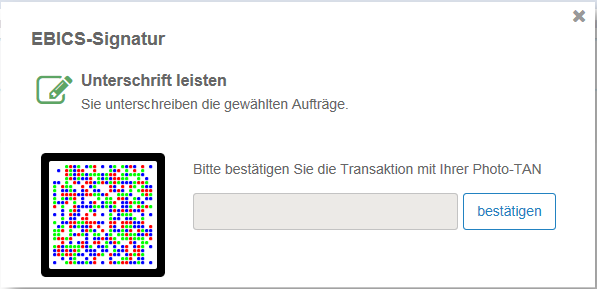 EBICS-Signatur
Unterschrift leisten
Sie unterschreiben die gewählten Aufträge.
Bitte bestätigen Sie die Transaktion mit Ihrer Photo-TAN
bestätigen